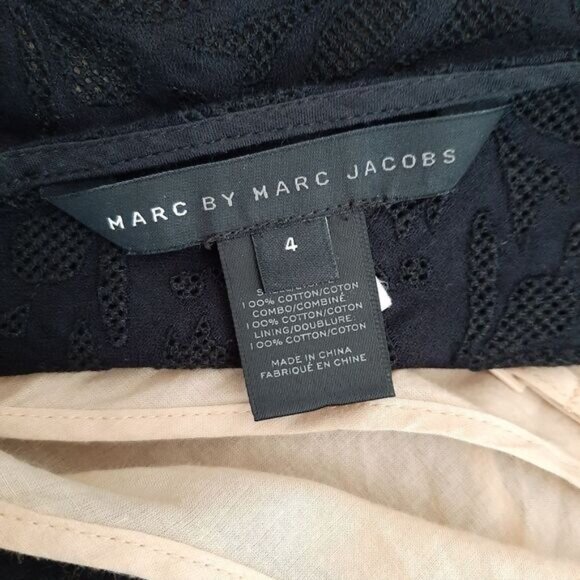 MARC BY MARC JACOBS
4
100% COTTON/COTON
COMBO/COMBINÉ
100% COTTON/COTON
LINING/DOUBLURE:
100% COTTON/COTON
MADE IN CHINA
FABRIQUÉ EN CHINE